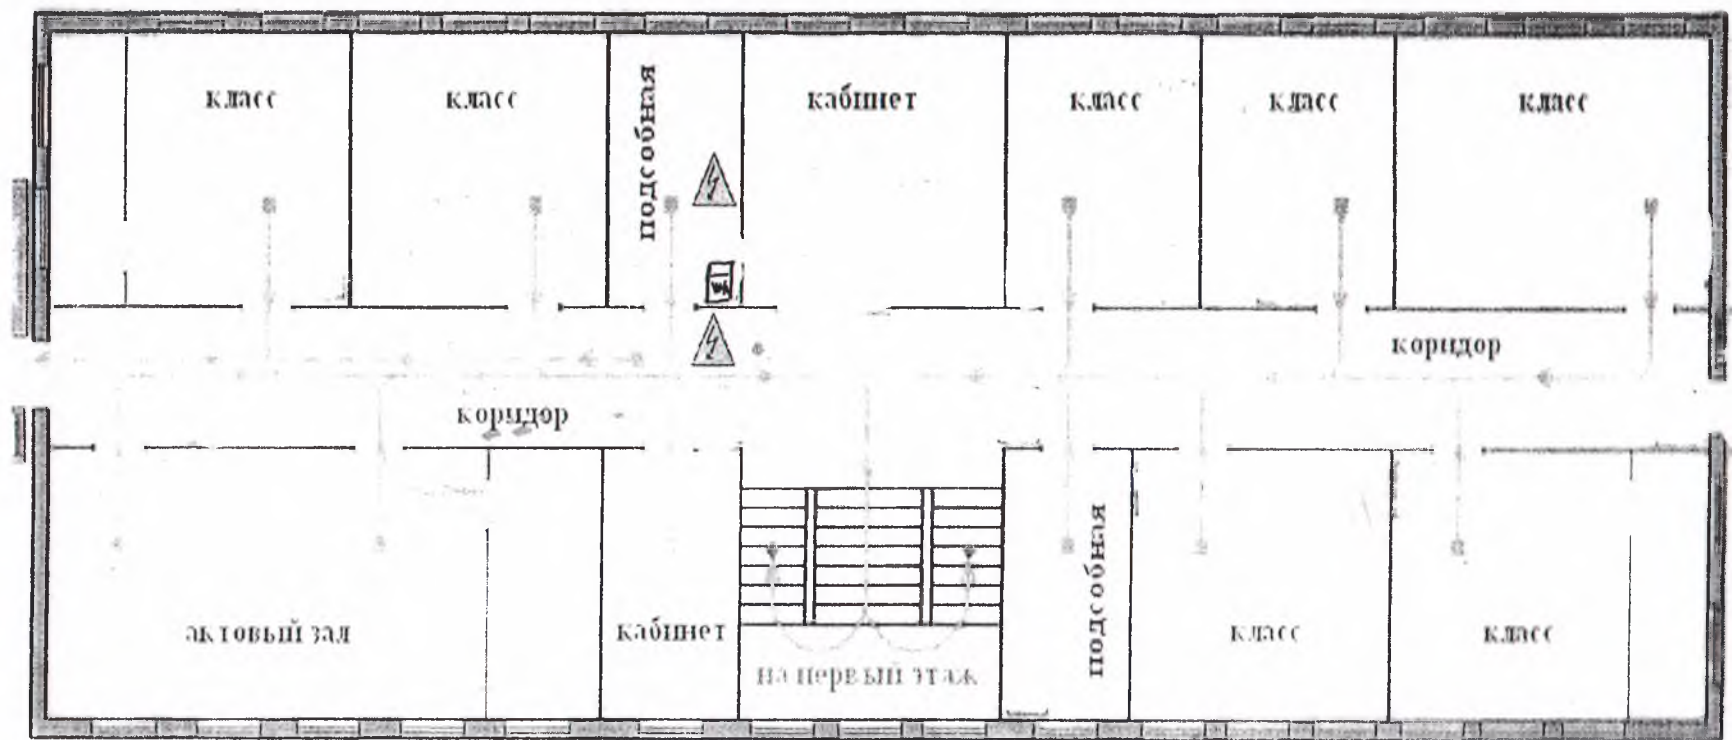 класс
класс
подсобная
кабинет
класс
класс
класс
коридор
коридор
актовый зал
кабинет
на первый этаж
подсобная
класс
класс